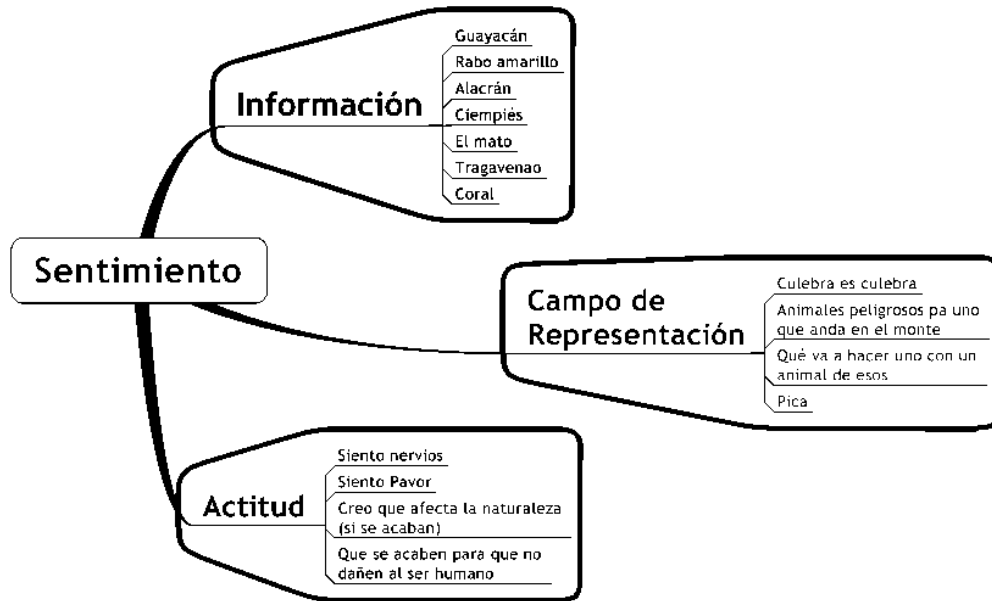 Guayacán
Rabo amarillo
Alacrán
Información
Ciempiés
El mato
Tragavenao
Coral
Sentimiento
Culebra es culebra
Campo de
Representación
Animales peligrosos pa uno
que anda en el monte
Qué va a hacer uno con un
animal de esos
Pica
Siento nervios
Siento Pavor
Actitud
Creo que afecta la naturaleza
(si se acaban)
Que se acaben para que no
dañen al ser humano